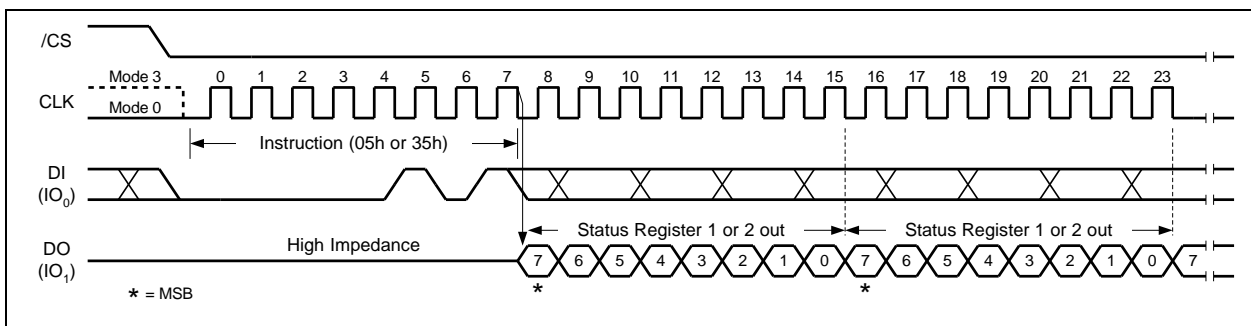 /CS
Mode 3
0 1 2 3 4 5 6 7 8 9 10 11 12 13 14 15 16 17 18 19 20 21 22 23
CLK
Mode 0
Instruction (05h or 35h)
DI
(IO0)
Status Register 1 or 2 out
Status Register 1 or 2 out
High Impedance
DO
(IO1)
7 6 5 4 3 2 1 0 7 6 5 4 3 2 1 0 7
* *
* = MSB